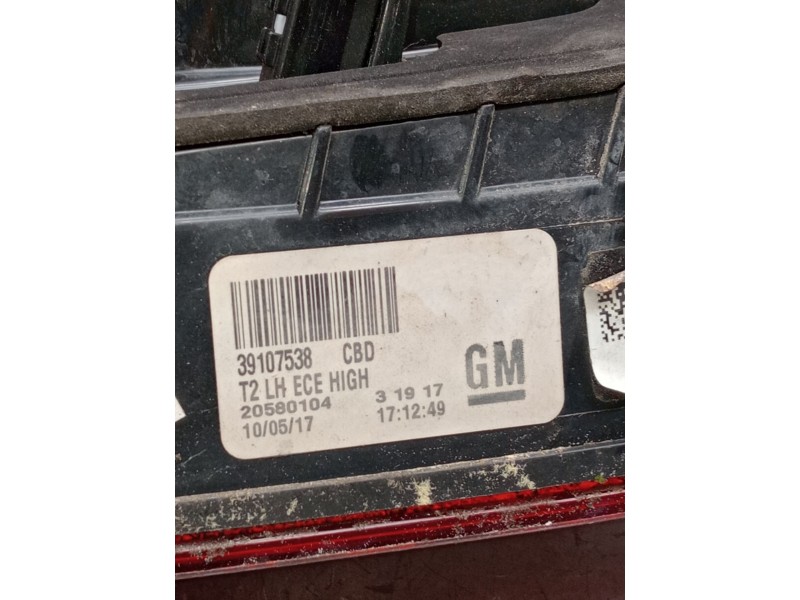 39107538 CBD
T2 LH ECE HIGH
20580104 3 19 17
10/05/17 17:12:49
GM